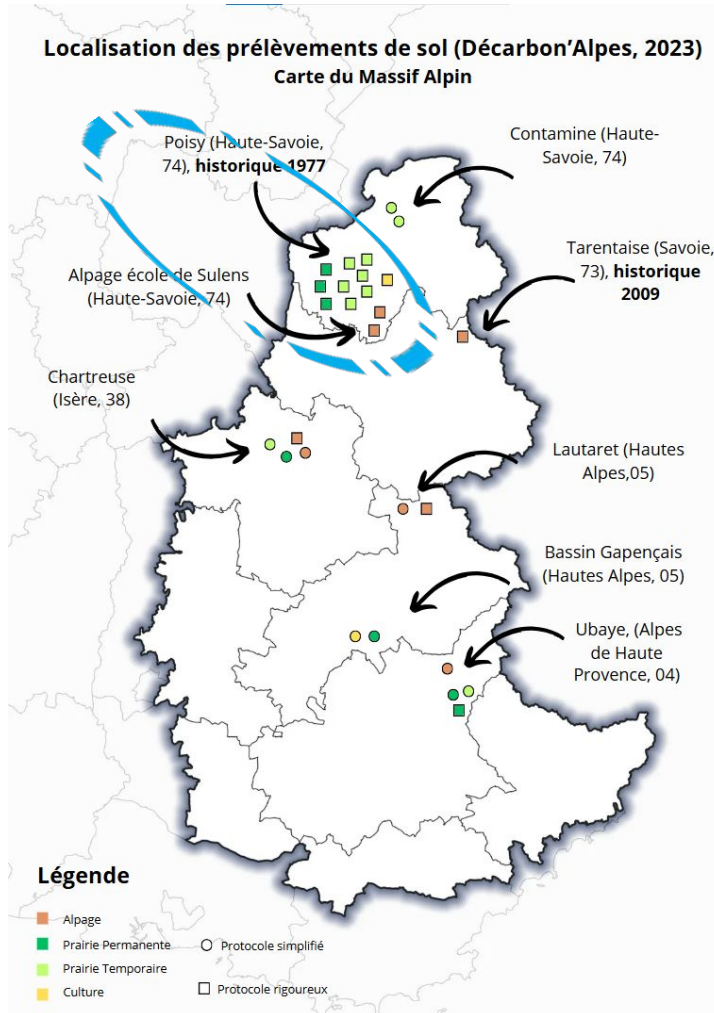 Localisation des prélèvements de sol (Décarbon’Alpes, 2023)
Carte du Massif Alpin
Poisy (Haute-Savoie,
74), historique 1977
Contamine (Haute-
Savoie, 74)
Tarentaise (Savoie,
73), historique
2009
Alpage école de Sulens
(Haute-Savoie, 74)
Chartreuse
(Isère, 38)
Lautaret (Hautes
Alpes,05)
Bassin Gapençais
(Hautes Alpes, 05)
Ubaye, (Alpes
de Haute
Provence, 04)
Légende
Alpage
Prairie Permanente
Protocole simplifié
Prairie Temporaire
Culture
Protocole rigoureux